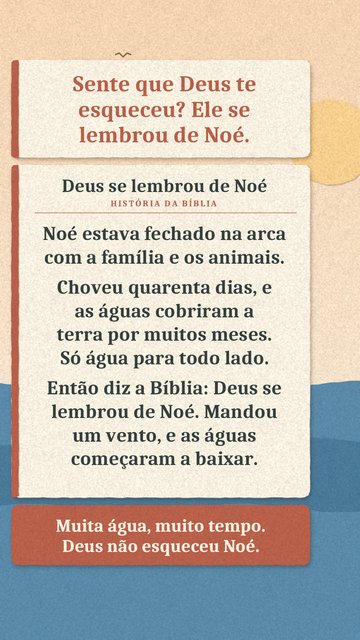 Sente que Deus te
esqueceu? Ele se
lembrou de Noé.
Deus se lembrou de Noé
HISTÓRIA DA BÍBLIA
Noé estava fechado na arca
com a família e os animais.
Choveu quarenta dias, e
as águas cobriram a
terra por muitos meses.
Só água para todo lado.
Então diz a Bíblia: Deus se
lembrou de Noé. Mandou
um vento, e as águas
começaram a baixar.
Muita água, muito tempo.
Deus não esqueceu Noé.